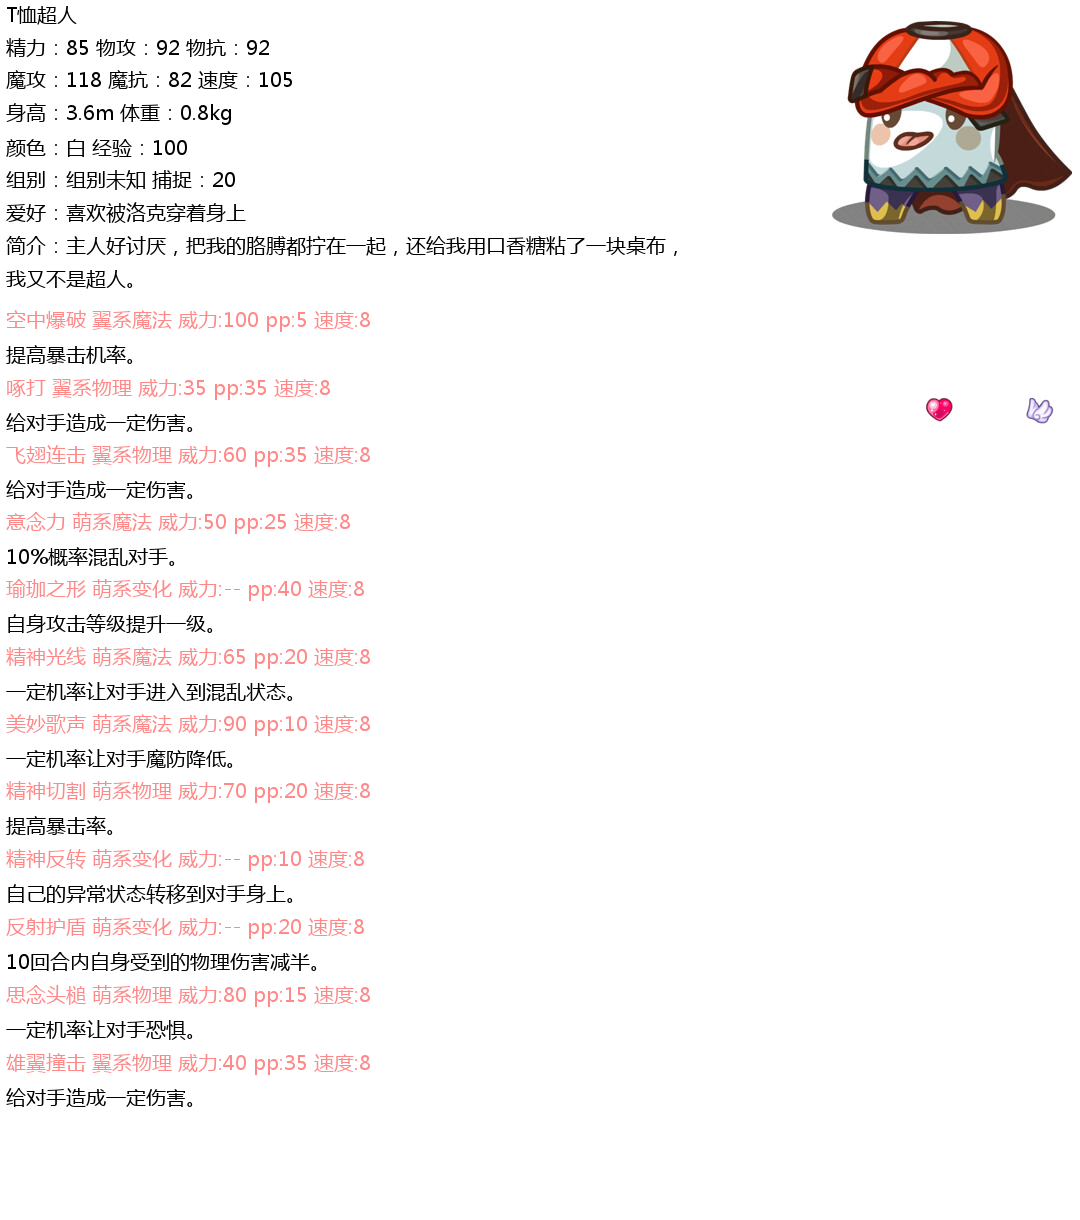 T恤超人
精力：85 物攻：92 物抗：92
魔攻：118 魔抗：82 速度：105
身高：3.6m 体重：0.8kg
颜色：白 经验：100
组别：组别未知 捕捉：20
爱好：喜欢被洛克穿着身上
简介：主人好讨厌，把我的胳膊都拧在一起，还给我用口香糖粘了一块桌布，
我又不是超人。
空中爆破 翼系魔法 威力:100 pp:5 速度:8
提高暴击机率。
啄打 翼系物理 威力:35 pp:35 速度:8
给对手造成一定伤害。
飞翅连击 翼系物理 威力:60 pp:35 速度:8
给对手造成一定伤害。
意念力 萌系魔法 威力:50 pp:25 速度:8
10%概率混乱对手。
瑜珈之形 萌系变化 威力:-- pp:40 速度:8
自身攻击等级提升一级。
精神光线 萌系魔法 威力:65 pp:20 速度:8
一定机率让对手进入到混乱状态。
美妙歌声 萌系魔法 威力:90 pp:10 速度:8
一定机率让对手魔防降低。
精神切割 萌系物理 威力:70 pp:20 速度:8
提高暴击率。
精神反转 萌系变化 威力:-- pp:10 速度:8
自己的异常状态转移到对手身上。
反射护盾 萌系变化 威力:-- pp:20 速度:8
10回合内自身受到的物理伤害减半。
思念头槌 萌系物理 威力:80 pp:15 速度:8
一定机率让对手恐惧。
雄翼撞击 翼系物理 威力:40 pp:35 速度:8
给对手造成一定伤害。